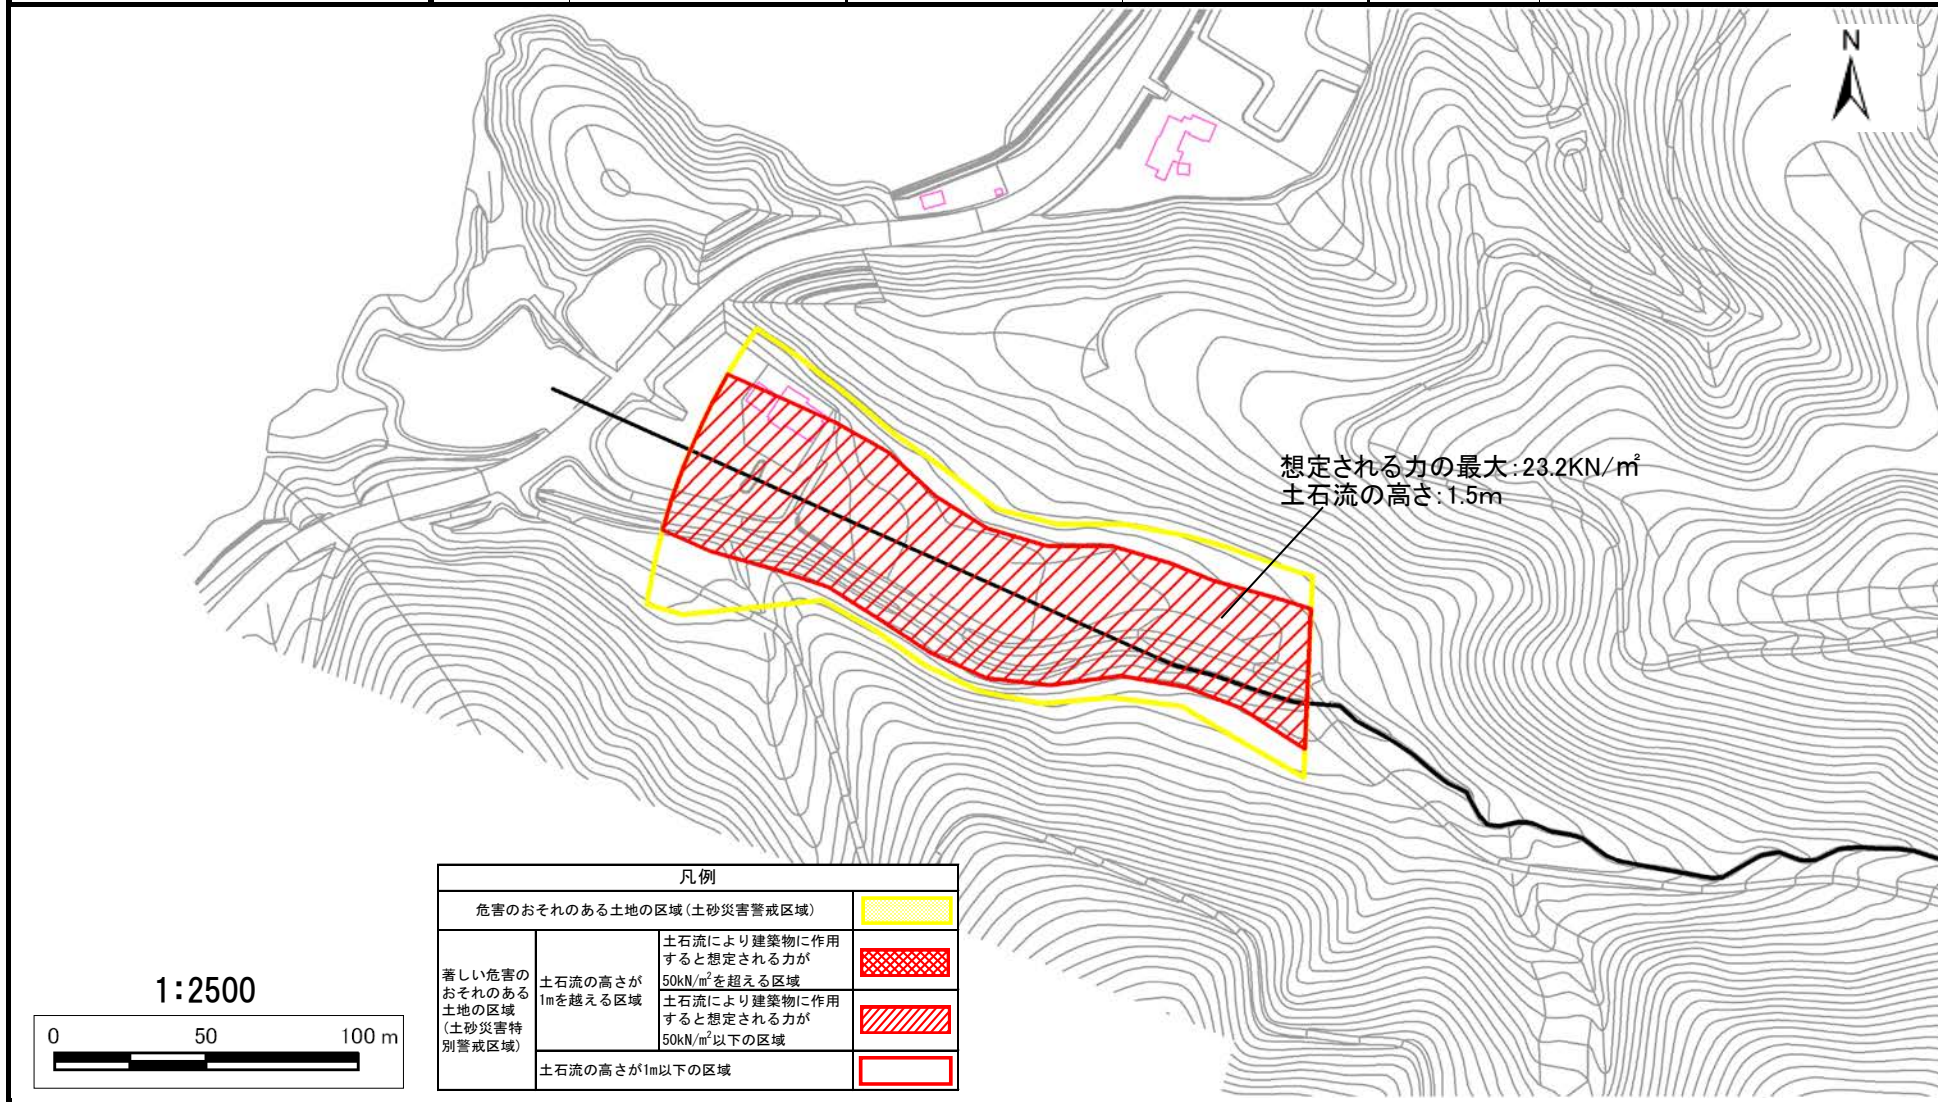 N
想定される力の最大:23.2KN/㎡
土石流の高さ:1.5m
凡例
危害のおそれのある土地の区域(土砂災害警戒区域)
著しい危害の
おそれのある
土地の区域
(土砂災害特
別警戒区域)
土石流の高さが
1mを越える区域
土石流により建築物に作用
すると想定される力が
50kN/m²を超える区域
土石流により建築物に作用
すると想定される力が
50kN/m²以下の区域
土石流の高さが1m以下の区域
1:2500
0 50 100 m